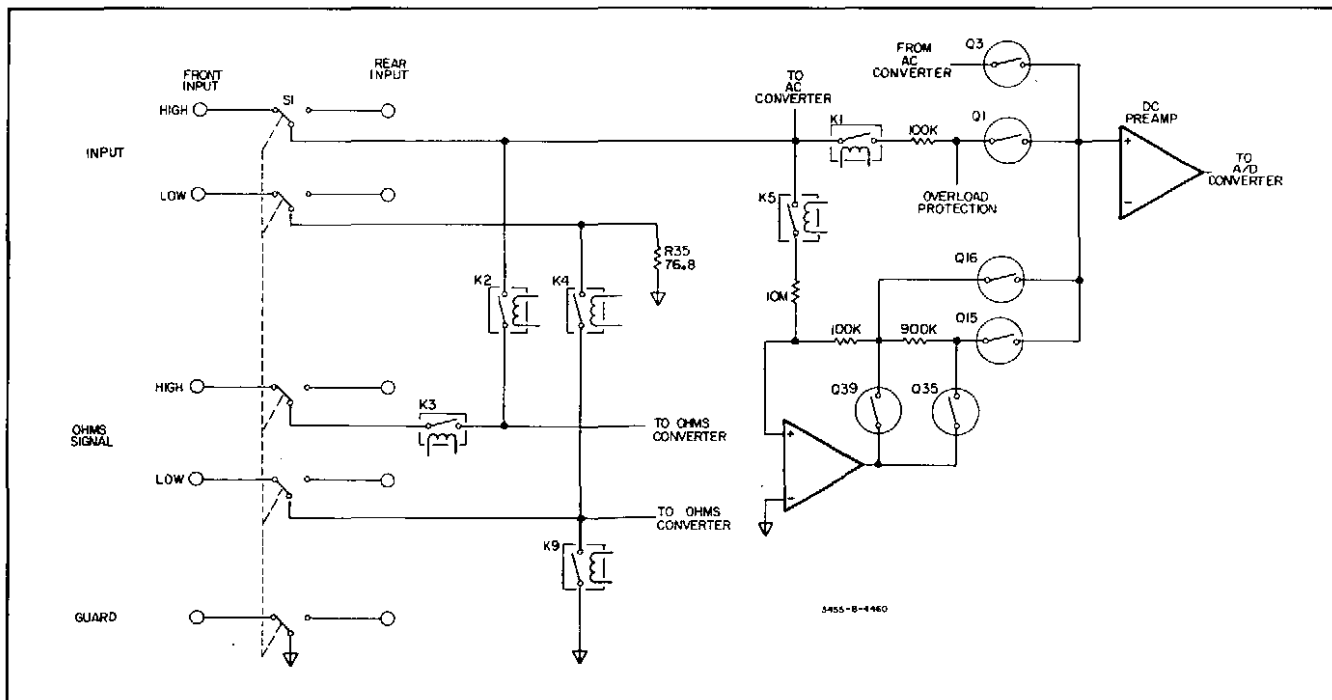 FRONT
INPUT
REAR
INPUT
INPUT
HIGH
S1
LOW
R35
76.8
K2
K4
OHMS
SIGNAL
HIGH
K3
TO OHMS
CONVERTER
LOW
TO OHMS
CONVERTER
K9
GUARD
TO
AC
CONVERTER
FROM
AC
CONVERTER
Q3
K1
100K
Q1
OVERLOAD
PROTECTION
DC
PREAMP
+
-
TO
A/D
CONVERTER
K5
10M
Q16
100K
900K
Q15
Q39
Q35
+
-
3455-B-4460